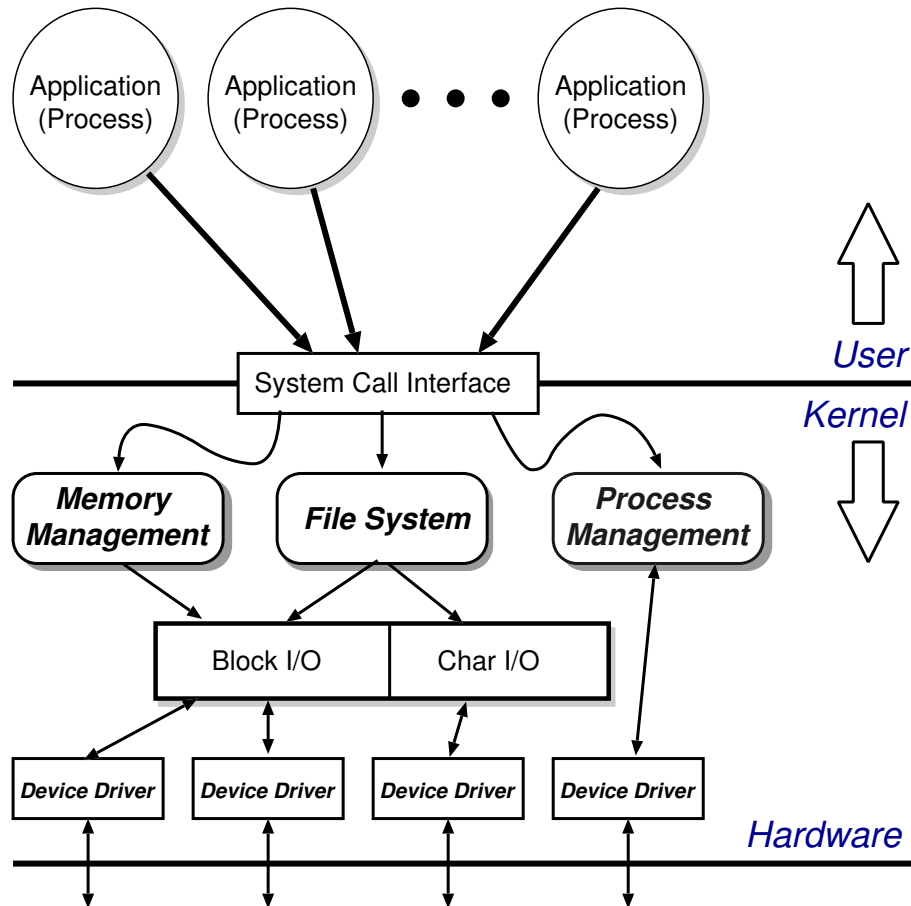 Application
(Process)
Application
(Process)
Application
(Process)
User
System Call Interface
Kernel
Memory
Management
File System
Process
Management
Block I/O
Char I/O
Device Driver
Device Driver
Device Driver
Device Driver
Hardware